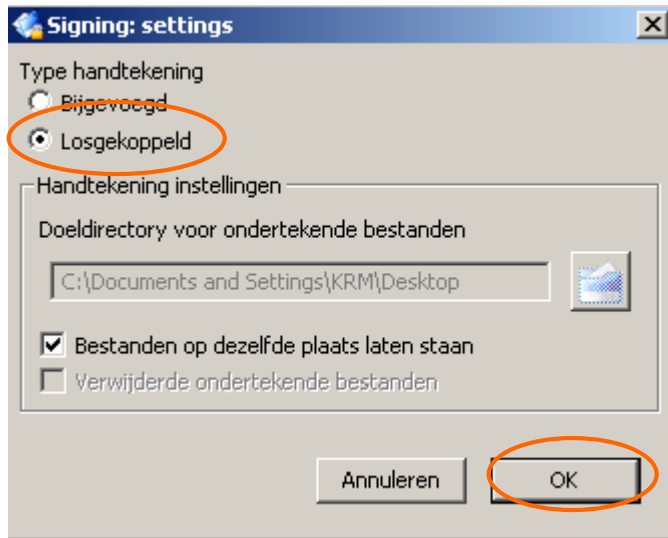 Signing: settings
Type handtekening
Bijgevoegd
Losgekoppeld
Handtekening instellingen
Doeldirectory voor ondertekende bestanden
C:\Documents and Settings\KRM\Desktop
Bestanden op dezelfde plaats laten staan
Verwijderde ondertekende bestanden
Annuleren OK